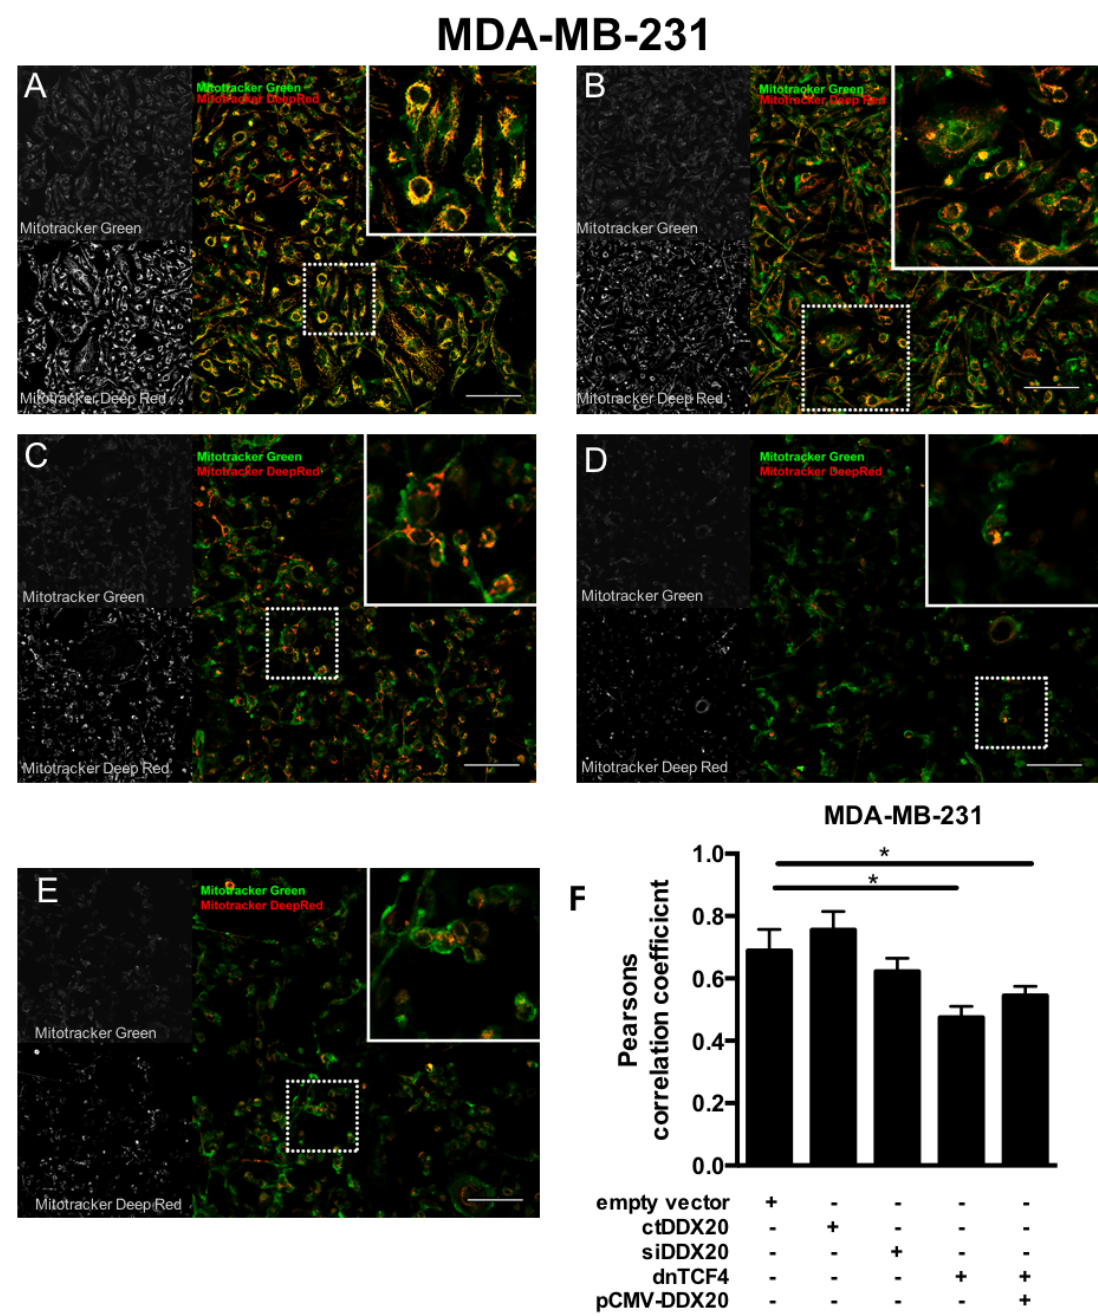 MDA-MB-231
A
Mitotracker Green
Mitotracker DeepRed
Mitotracker Green
Mitotracker Deep Red
B
Mitotracker Green
Mitotracker Deep Red
Mitotracker Green
Mitotracker Deep Red
C
Mitotracker Green
Mitotracker DeepRed
Mitotracker Green
Mitotracker Deep Red
D
Mitotracker Green
Mitotracker DeepRed
Mitotracker Green
Mitotracker Deep Red
E
Mitotracker Green
Mitotracker DeepRed
Mitotracker Green
Mitotracker Deep Red
F
MDA-MB-231
Pearsons
correlation coefficicnt
1.0
0.8
0.6
0.4
0.2
0.0
*
*
empty vector + - - - -
ctDDX20 - + - - -
siDDX20 - - + - -
dnTCF4 - - - + +
pCMV-DDX20 - - - - +